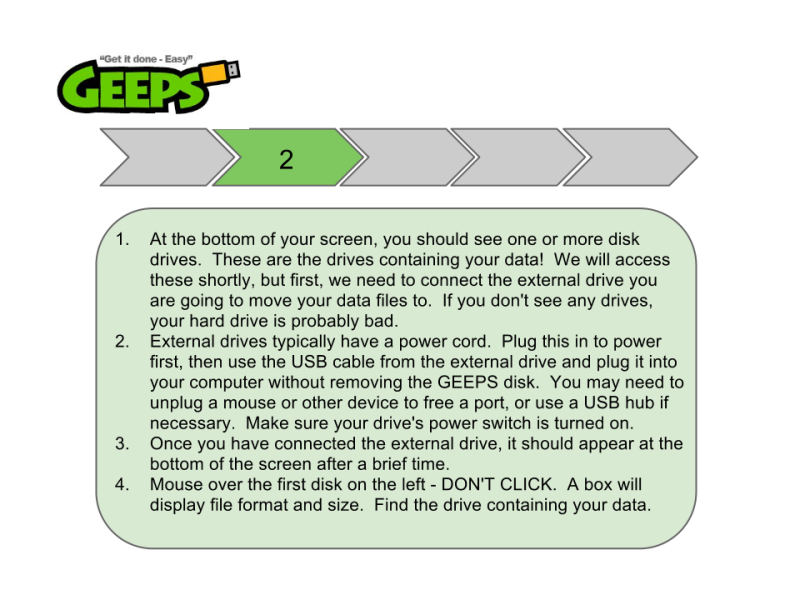 "Get it done - Easy"
GEEPS
2
1. At the bottom of your screen, you should see one or more disk
drives.  These are the drives containing your data!  We will access
these shortly, but first, we need to connect the external drive you
are going to move your data files to.  If you don't see any drives,
your hard drive is probably bad.
2. External drives typically have a power cord.  Plug this in to power
first, then use the USB cable from the external drive and plug it into
your computer without removing the GEEPS disk.  You may need to
unplug a mouse or other device to free a port, or use a USB hub if
necessary.  Make sure your drive's power switch is turned on.
3. Once you have connected the external drive, it should appear at the
bottom of the screen after a brief time.
4. Mouse over the first disk on the left - DON'T CLICK.  A box will
display file format and size.  Find the drive containing your data.